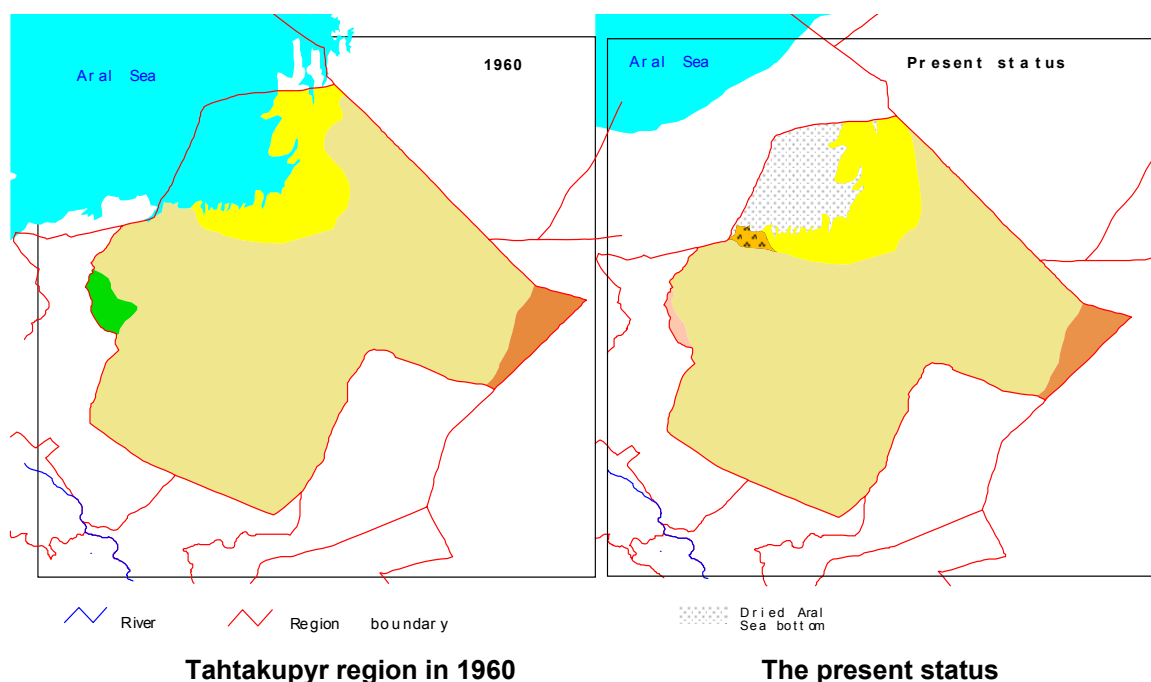 Aral Sea
1960
Aral Sea
Present status
River
Region boundary
Dried Aral
Sea bottom
Tahtakupyr region in 1960
The present status